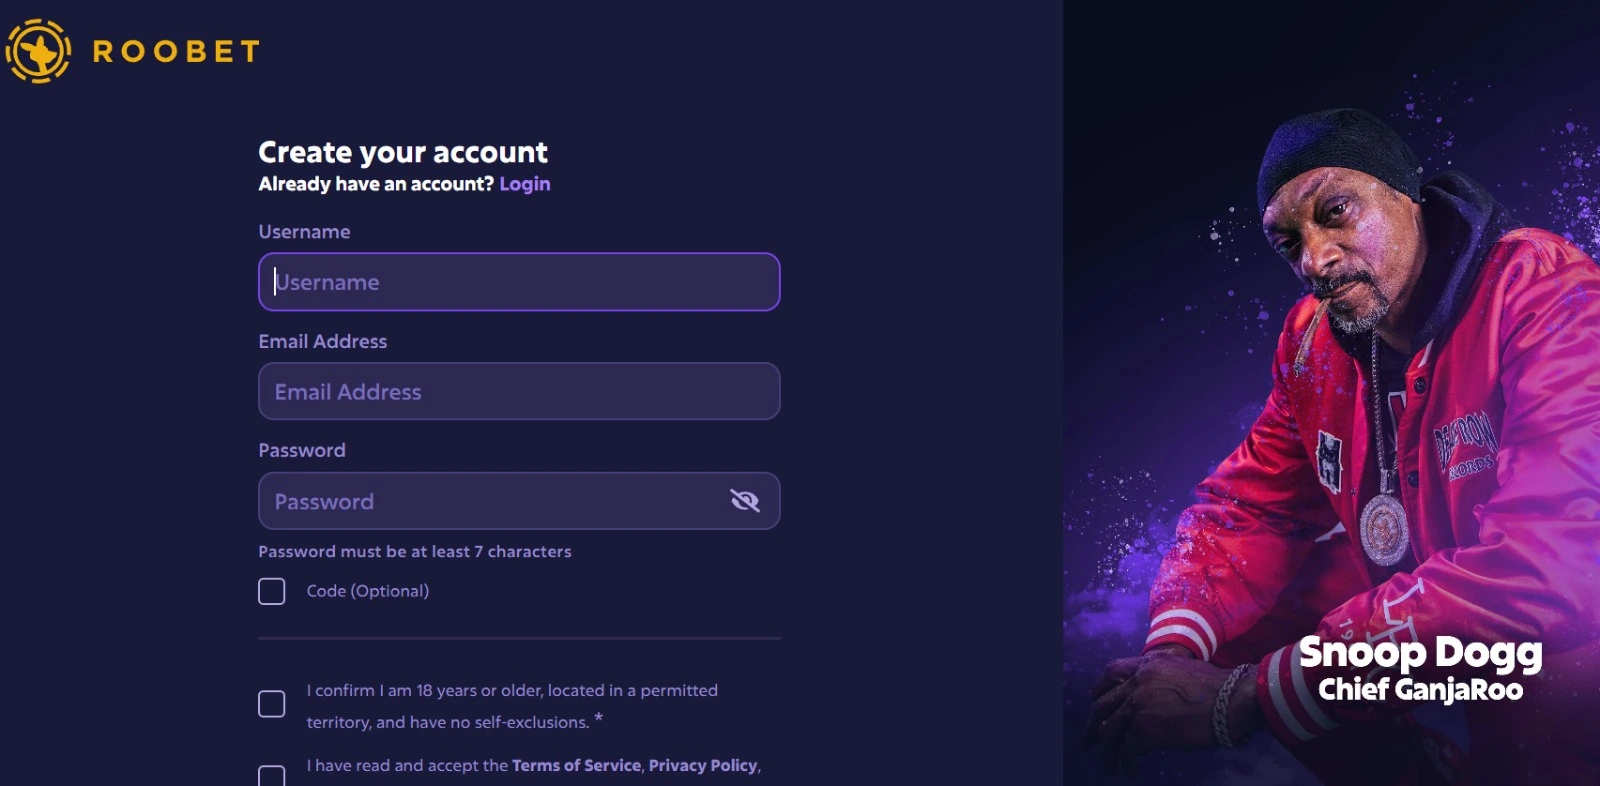 ROOBET
Create your account
Already have an account? Login
Username
Username
Email Address
Email Address
Password
Password
Password must be at least 7 characters
Code (Optional)
I confirm I am 18 years or older, located in a permitted
territory, and have no self-exclusions. *
I have read and accept the Terms of Service, Privacy Policy,
Snoop Dogg
Chief GanjaRoo